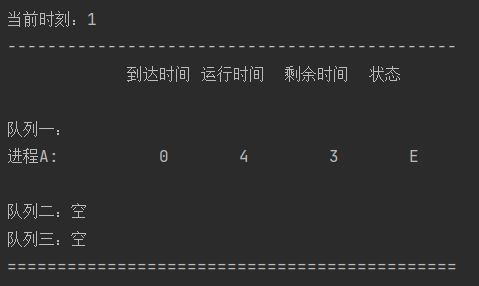 当前时刻：1
---------------------------------------------
到达时间 运行时间 剩余时间 状态
队列一：
进程A: 0 4 3 E
队列二：空
队列三：空
=============================================